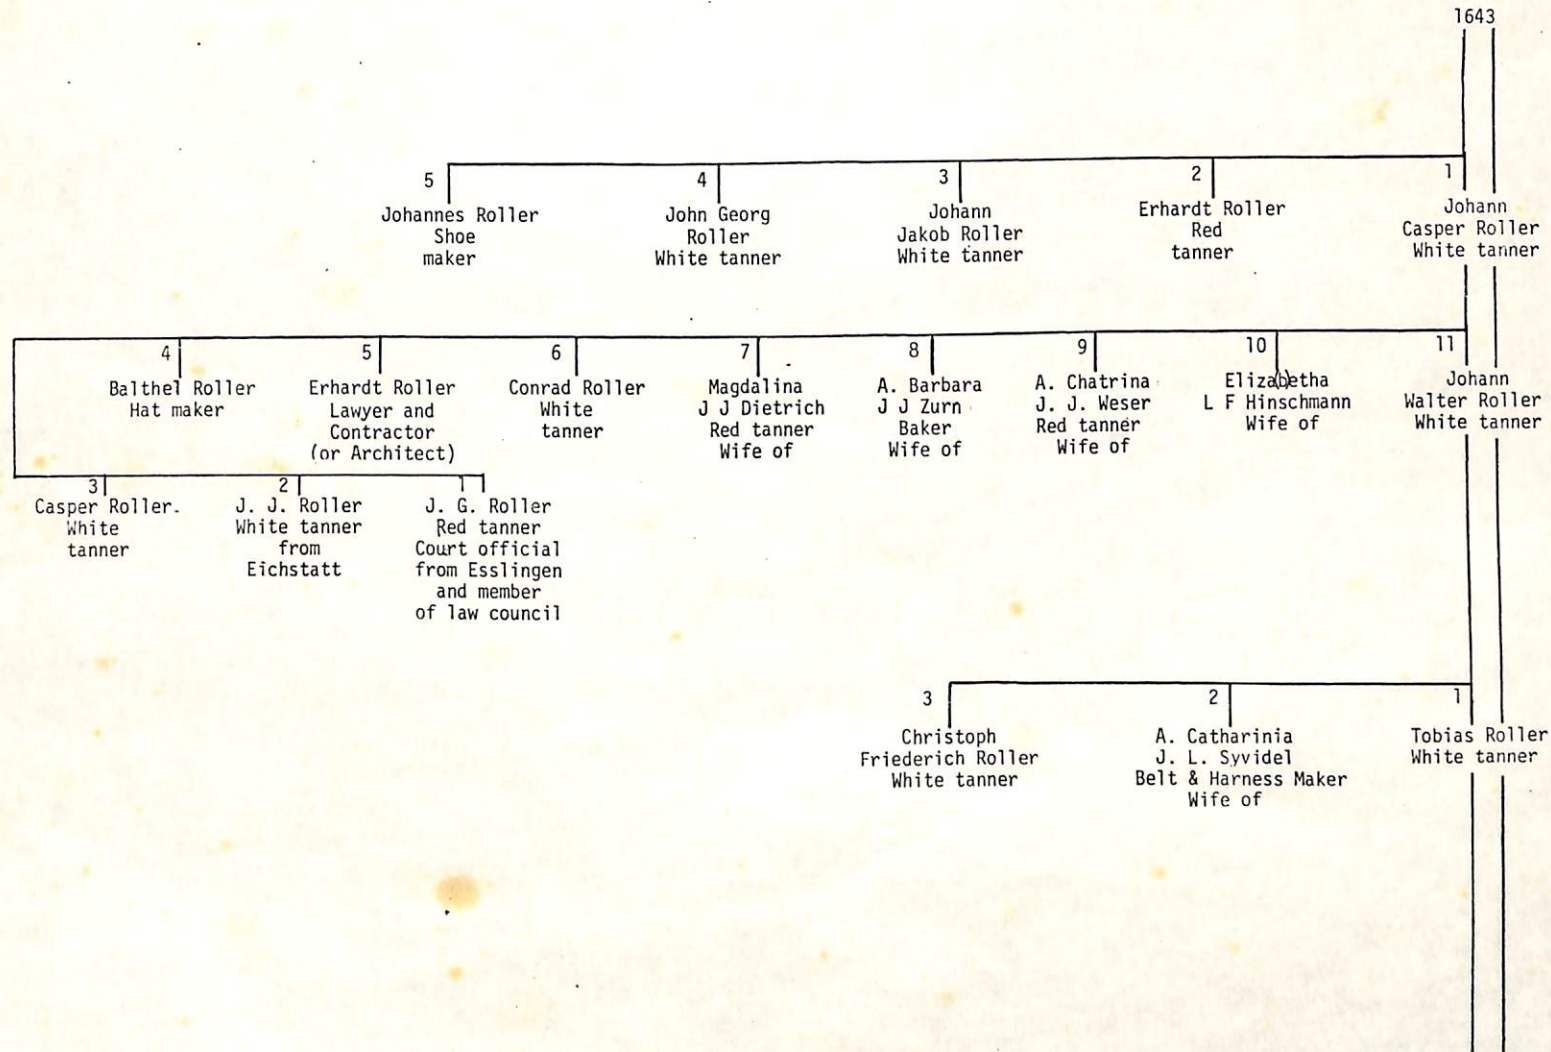 1643
5
Johannes Roller
Shoe
maker
4
John Georg
Roller
White tanner
3
Johann
Jakob Roller
White tanner
2
Erhardt Roller
Red
tanner
1
Johann
Casper Roller
White tanner
4
Balthel Roller
Hat maker
5
Erhardt Roller
Lawyer and
Contractor
(or Architect)
6
Conrad Roller
White
tanner
7
Magdalina
J J Dietrich
Red tanner
Wife of
8
A. Barbara
J J Zurn
Baker
Wife of
9
A. Chatrina
J. J. Weser
Red tanner
Wife of
10
Elizabetha
L F Hinschmann
Wife of
11
Johann
Walter Roller
White tanner
3
Casper Roller
White
tanner
2
J. J. Roller
White tanner
from
Eichstatt
1
J. G. Roller
Red tanner
Court official
from Esslingen
and member
of law council
3
Christoph
Friederich Roller
White tanner
2
A. Catharinia
J. L. Syvidel
Belt & Harness Maker
Wife of
1
Tobias Roller
White tanner